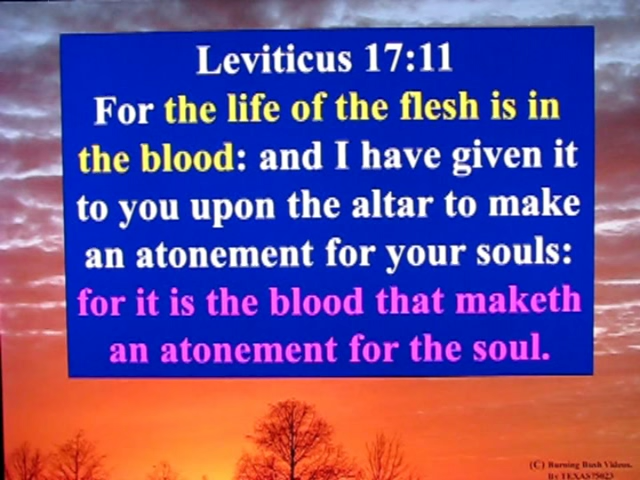 Leviticus 17:11
For the life of the flesh is in
the blood: and I have given it
to you upon the altar to make
an atonement for your souls:
for it is the blood that maketh
an atonement for the soul.
(C) Burning Bush Videos.
By TEXAS75023